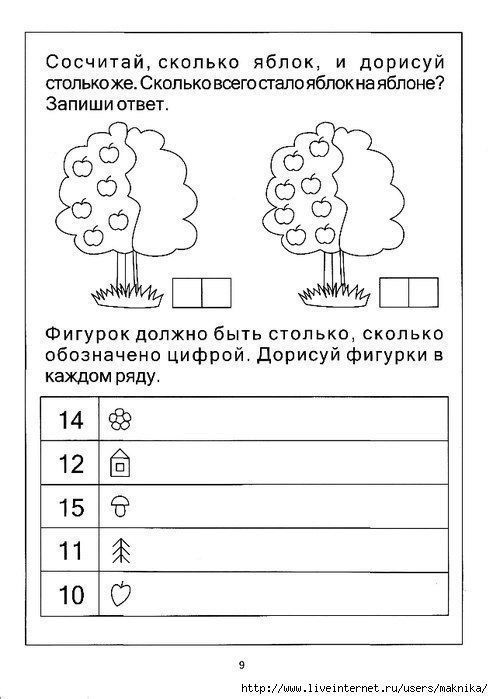 Сосчитай, сколько яблок, и дорисуй
столько же. Сколько всего стало яблок на яблоне?
Запиши ответ.
Фигурок должно быть столько, сколько
обозначено цифрой. Дорисуй фигурки в
каждом ряду.
14
12
15
11
10
9
http://www.liveinternet.ru/users/maknika/